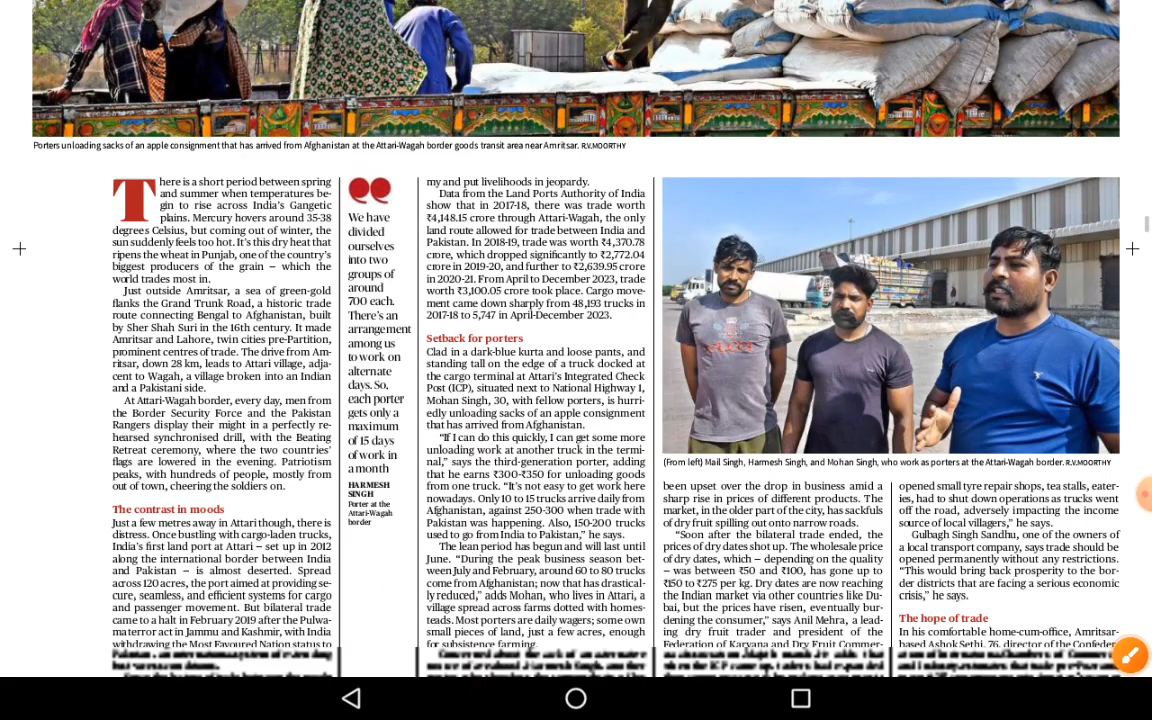 Porters unloading sacks of an apple consignment that has arrived from Afghanistan at the Attari-Wagah border goods transit area near Amritsar. R.V.MOORTHY
There is a short period between spring
and summer when temperatures be-
gin to rise across India's Gangetic
plains. Mercury hovers around 35-38
degrees Celsius, but coming out of winter, the
sun suddenly feels too hot. It's this dry heat that
ripens the wheat in Punjab, one of the country's
biggest producers of the grain – which the
world trades most in.
Just outside Amritsar, a sea of green-gold
flanks the Grand Trunk Road, a historic trade
route connecting Bengal to Afghanistan, built
by Sher Shah Suri in the 16th century. It made
Amritsar and Lahore, twin cities pre-Partition,
prominent centres of trade. The drive from Am-
ritsar, down 28 km, leads to Attari village, adja-
cent to Wagah, a village broken into an Indian
and a Pakistani side.
At Attari-Wagah border, every day, men from
the Border Security Force and the Pakistan
Rangers display their might in a perfectly re-
hearsed synchronised drill, with the Beating
Retreat ceremony, where the two countries'
flags are lowered in the evening. Patriotism
peaks, with hundreds of people, mostly from
out of town, cheering the soldiers on.
The contrast in moods
Just a few metres away in Attari though, there is
distress. Once bustling with cargo-laden trucks,
India's first land port at Attari – set up in 2012
along the international border between India
and Pakistan – is almost deserted. Spread
across 120 acres, the port aimed at providing se-
cure, seamless, and efficient systems for cargo
and passenger movement. But bilateral trade
came to a halt in February 2019 after the Pulwa-
ma terror act in Jammu and Kashmir, with India
withdrawing the Most Favoured Nation status to
We have
divided
ourselves
into two
groups of
around
700 each.
There's an
arrangement
among us
to work on
alternate
days. So,
each porter
gets only a
maximum
of 15 days
of work in
a month
HARMESH
SINGH
Porter at the
Attari-Wagah
border
my and put livelihoods in jeopardy.
Data from the Land Ports Authority of India
show that in 2017-18, there was trade worth
₹4,148.15 crore through Attari-Wagah, the only
land route allowed for trade between India and
Pakistan. In 2018-19, trade was worth ₹4,370.78
crore, which dropped significantly to ₹2,772.04
crore in 2019-20, and further to ₹2,639.95 crore
in 2020-21. From April to December 2023, trade
worth ₹3,100.05 crore took place. Cargo move-
ment came down sharply from 48,193 trucks in
2017-18 to 5,747 in April-December 2023.
Setback for porters
Clad in a dark-blue kurta and loose pants, and
standing tall on the edge of a truck docked at
the cargo terminal at Attari's Integrated Check
Post (ICP), situated next to National Highway 1,
Mohan Singh, 30, with fellow porters, is hurri-
edly unloading sacks of an apple consignment
that has arrived from Afghanistan.
"If I can do this quickly, I can get some more
unloading work at another truck in the termi-
nal," says the third-generation porter, adding
that he earns ₹300-₹350 for unloading goods
from one truck. "It's not easy to get work here
nowadays. Only 10 to 15 trucks arrive daily from
Afghanistan, against 250-300 when trade with
Pakistan was happening. Also, 150-200 trucks
used to go from India to Pakistan," he says.
The lean period has begun and will last until
June. "During the peak business season bet-
ween July and February, around 60 to 80 trucks
come from Afghanistan; now that has drastical-
ly reduced," adds Mohan, who lives in Attari, a
village spread across farms dotted with homes-
teads. Most porters are daily wagers; some own
small pieces of land, just a few acres, enough
for subsistence farming.
(From left) Mail Singh, Harmesh Singh, and Mohan Singh, who work as porters at the Attari-Wagah border. R.V.MOORTHY
been upset over the drop in business amid a
sharp rise in prices of different products. The
market, in the older part of the city, has sackfuls
of dry fruit spilling out onto narrow roads.
"Soon after the bilateral trade ended, the
prices of dry dates shot up. The wholesale price
of dry dates, which – depending on the quality
– was between ₹50 and ₹100, has gone up to
₹150 to ₹275 per kg. Dry dates are now reaching
the Indian market via other countries like Du-
bai, but the prices have risen, eventually bur-
dening the consumer," says Anil Mehra, a lead-
ing dry fruit trader and president of the
Federation of Karyana and Dry Fruit Commer-
opened small tyre repair shops, tea stalls, eater-
ies, had to shut down operations as trucks went
off the road, adversely impacting the income
source of local villagers," he says.
Gulbagh Singh Sandhu, one of the owners of
a local transport company, says trade should be
opened permanently without any restrictions.
"This would bring back prosperity to the bor-
der districts that are facing a serious economic
crisis," he says.
The hope of trade
In his comfortable home-cum-office, Amritsar-
based Ashok Sethi, 76, director of the Confeder-